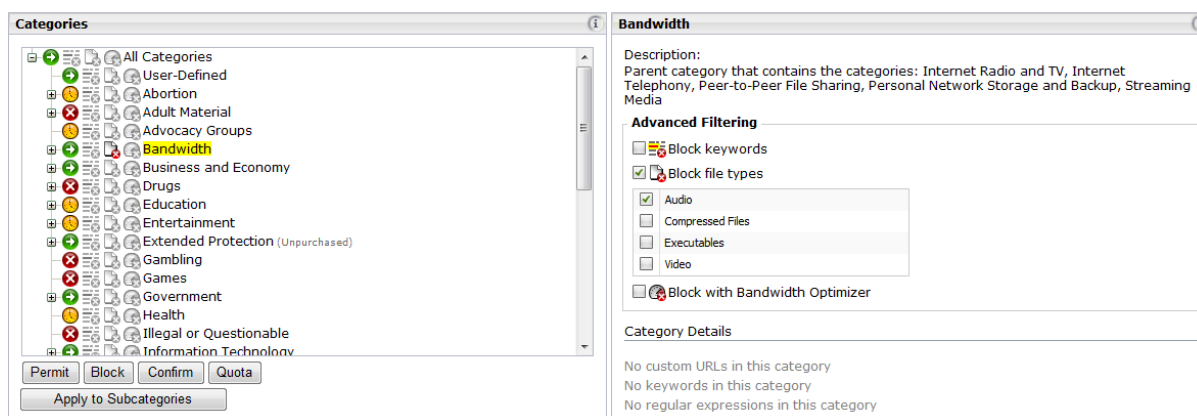 Categories
All Categories
User-Defined
Abortion
Adult Material
Advocacy Groups
Bandwidth
Business and Economy
Drugs
Education
Entertainment
Extended Protection (Unpurchased)
Gambling
Games
Government
Health
Illegal or Questionable
Information Technology
Permit Block Confirm Quota
Apply to Subcategories
Bandwidth
Description:
Parent category that contains the categories: Internet Radio and TV, Internet
Telephony, Peer-to-Peer File Sharing, Personal Network Storage and Backup, Streaming
Media
Advanced Filtering
Block keywords
Block file types
Audio
Compressed Files
Executables
Video
Block with Bandwidth Optimizer
Category Details
No custom URLs in this category
No keywords in this category
No regular expressions in this category